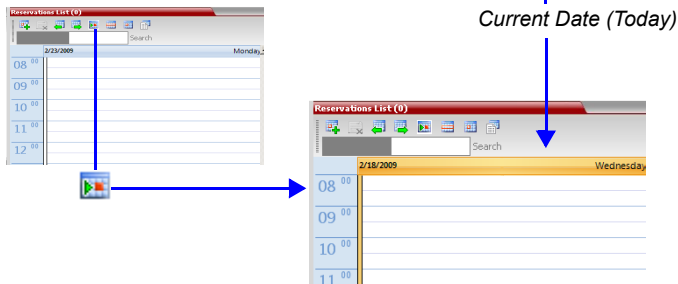 Current Date (Today)
Reservations List (0)
Search
2/23/2009 Monday,
08 00
09 00
10 00
11 00
12 00
Reservations List (0)
Search
2/18/2009 Wednesday
08 00
09 00
10 00
11 00